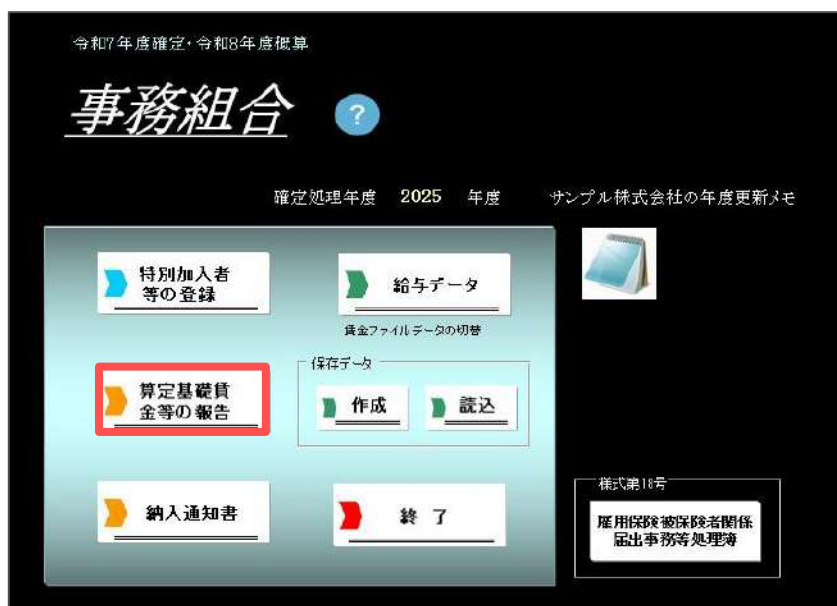 令和7年度確定・令和8年度概算
事務組合 ?
確定処理年度 2025 年度 サンプル株式会社の年度更新メモ
特別加入者
等の登録
給与データ
賃金ファイルデータの切替
保存データ
算定基礎賃
金等の報告
作成 読込
納入通知書
終 了
様式第18号
雇用保険被保険者関係
届出事務等処理簿